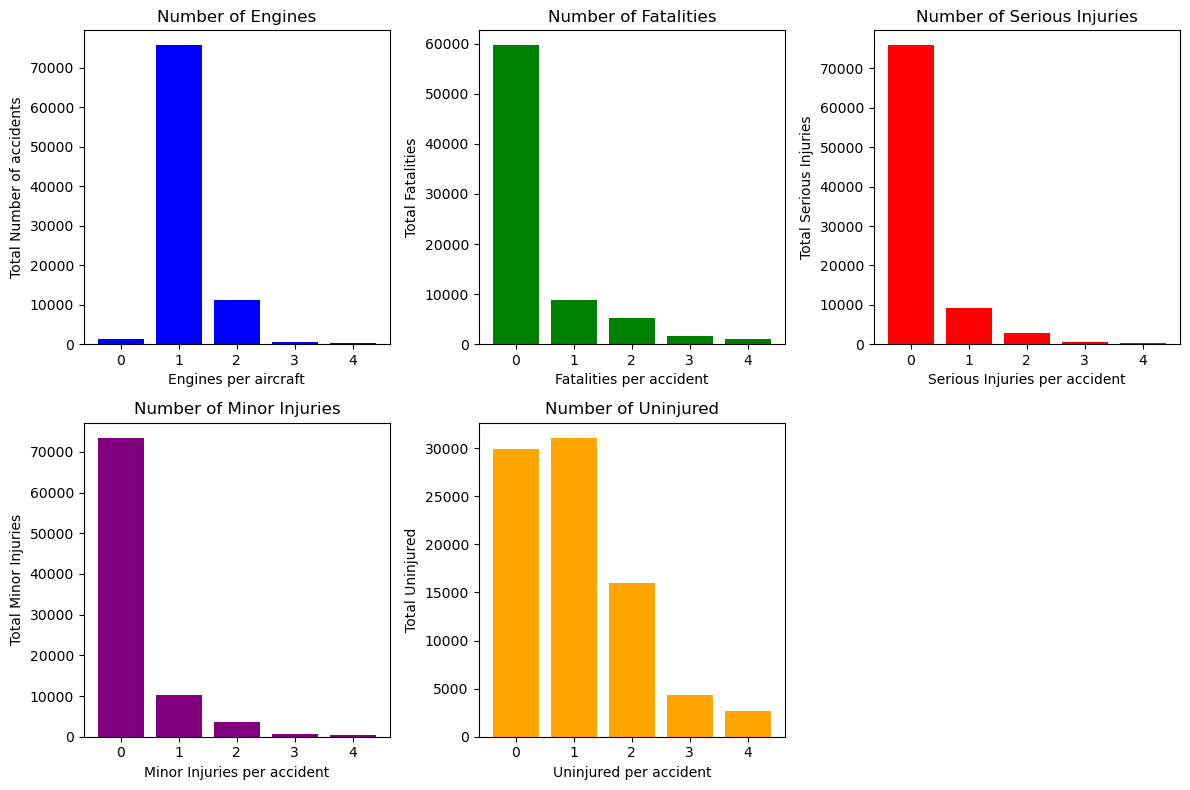 Number of Engines
Total Number of accidents
70000
60000
50000
40000
30000
20000
10000
0
0 1 2 3 4
Engines per aircraft
Number of Fatalities
Total Fatalities
60000
50000
40000
30000
20000
10000
0
0 1 2 3 4
Fatalities per accident
Number of Serious Injuries
Total Serious Injuries
70000
60000
50000
40000
30000
20000
10000
0
0 1 2 3 4
Serious Injuries per accident
Number of Minor Injuries
Total Minor Injuries
70000
60000
50000
40000
30000
20000
10000
0
0 1 2 3 4
Minor Injuries per accident
Number of Uninjured
Total Uninjured
30000
25000
20000
15000
10000
5000
0
0 1 2 3 4
Uninjured per accident